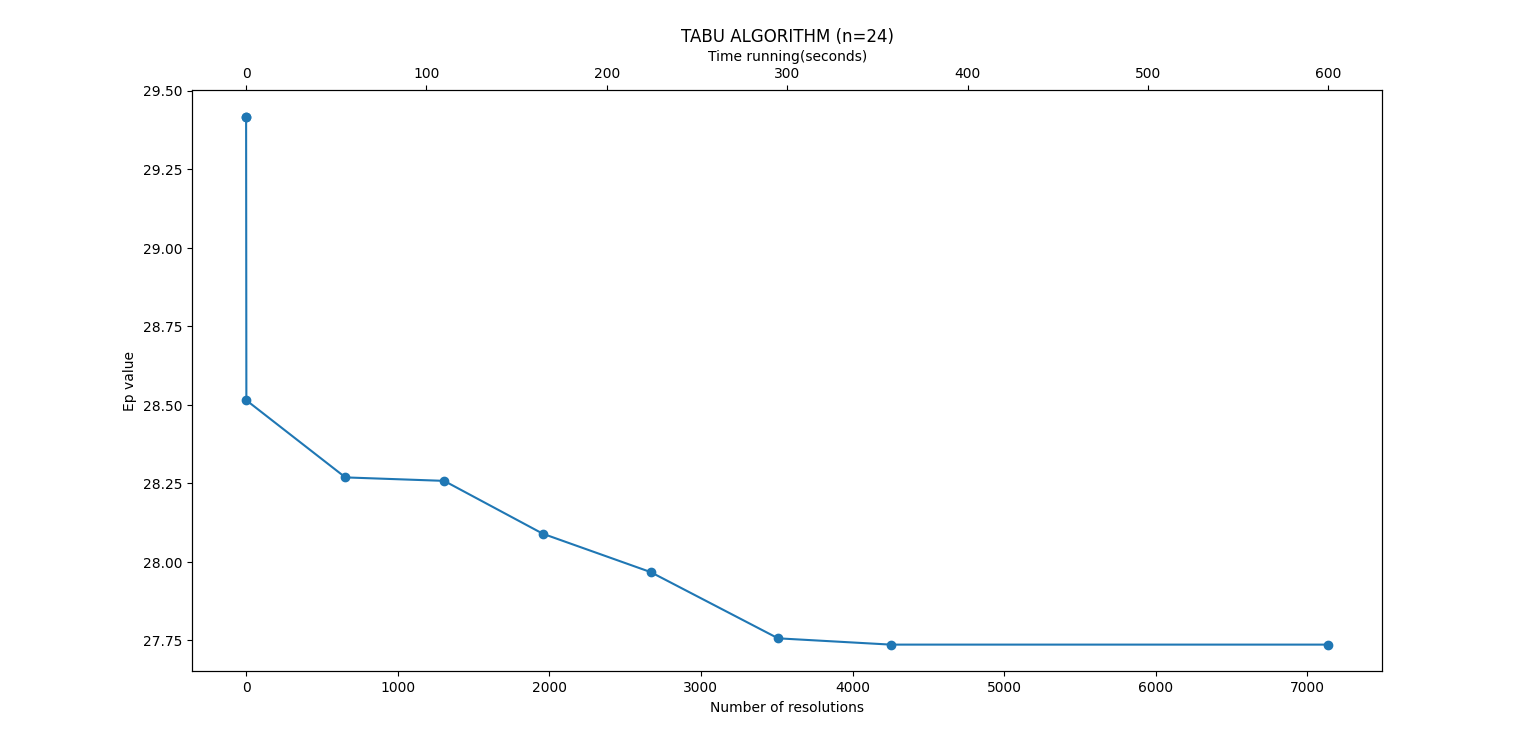 TABU ALGORITHM (n=24)
Time running(seconds)
0 100 200 300 400 500 600
29.50
29.25
29.00
28.75
28.50
28.25
28.00
27.75
Ep value
0 1000 2000 3000 4000 5000 6000 7000
Number of resolutions